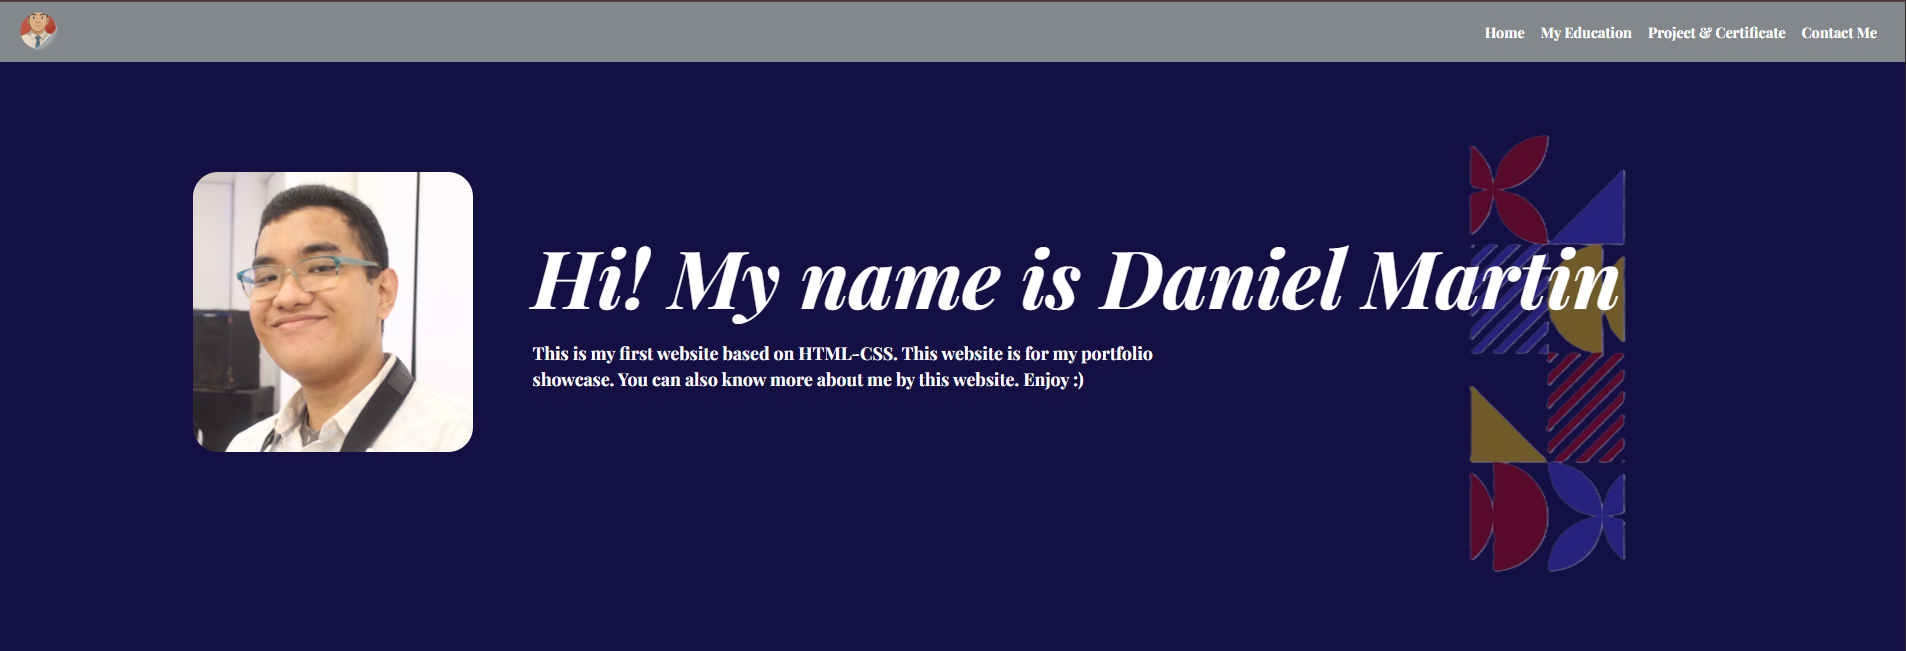 Home My Education Project & Certificate Contact Me
Hi! My name is Daniel Martin
This is my first website based on HTML-CSS. This website is for my portfolio
showcase. You can also know more about me by this website. Enjoy :)